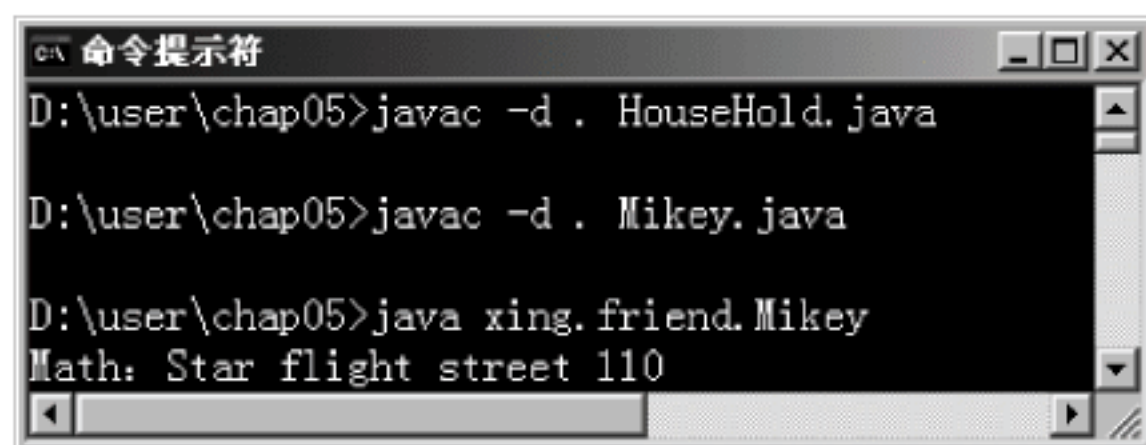 命令提示符
D:\user\chap05>javac -d . HouseHold.java
D:\user\chap05>javac -d . Mikey.java
D:\user\chap05>java xing.friend.Mikey
Math: Star flight street 110